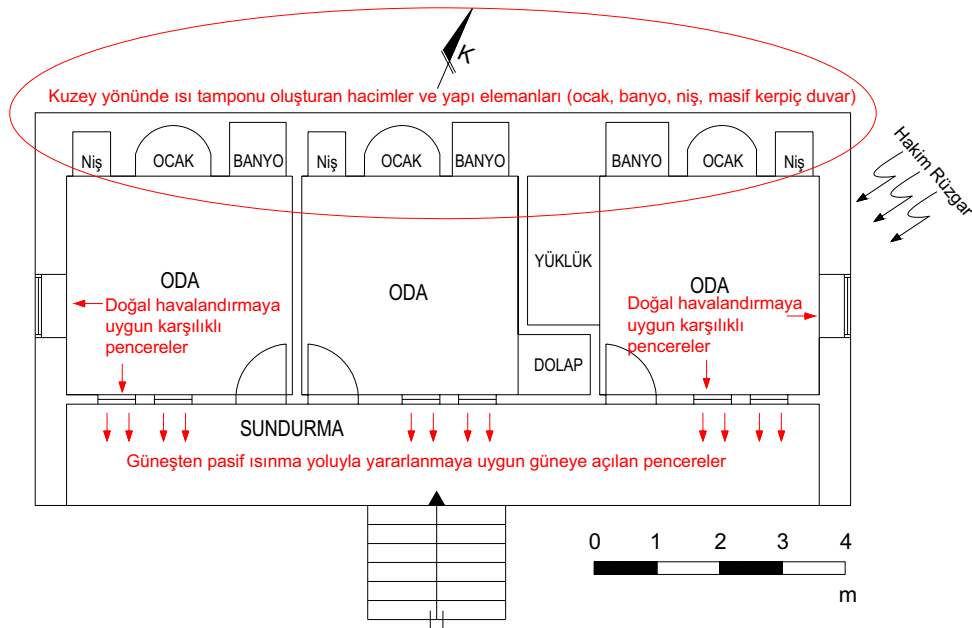 K
Kuzey yönünde ısı tamponu oluşturan hacimler ve yapı elemanları (ocak, banyo, niş, masif kerpiç duvar)
Hakim Rüzgar
Niş
OCAK
BANYO
Niş
OCAK
BANYO
BANYO
OCAK
Niş
YÜKLÜK
ODA
ODA
ODA
Doğal havalandırmaya
uygun karşılıklı
pencereler
Doğal havalandırmaya
uygun karşılıklı
pencereler
DOLAP
SUNDURMA
Güneşten pasif ısınma yoluyla yararlanmaya uygun güneye açılan pencereler
0 1 2 3 4
m